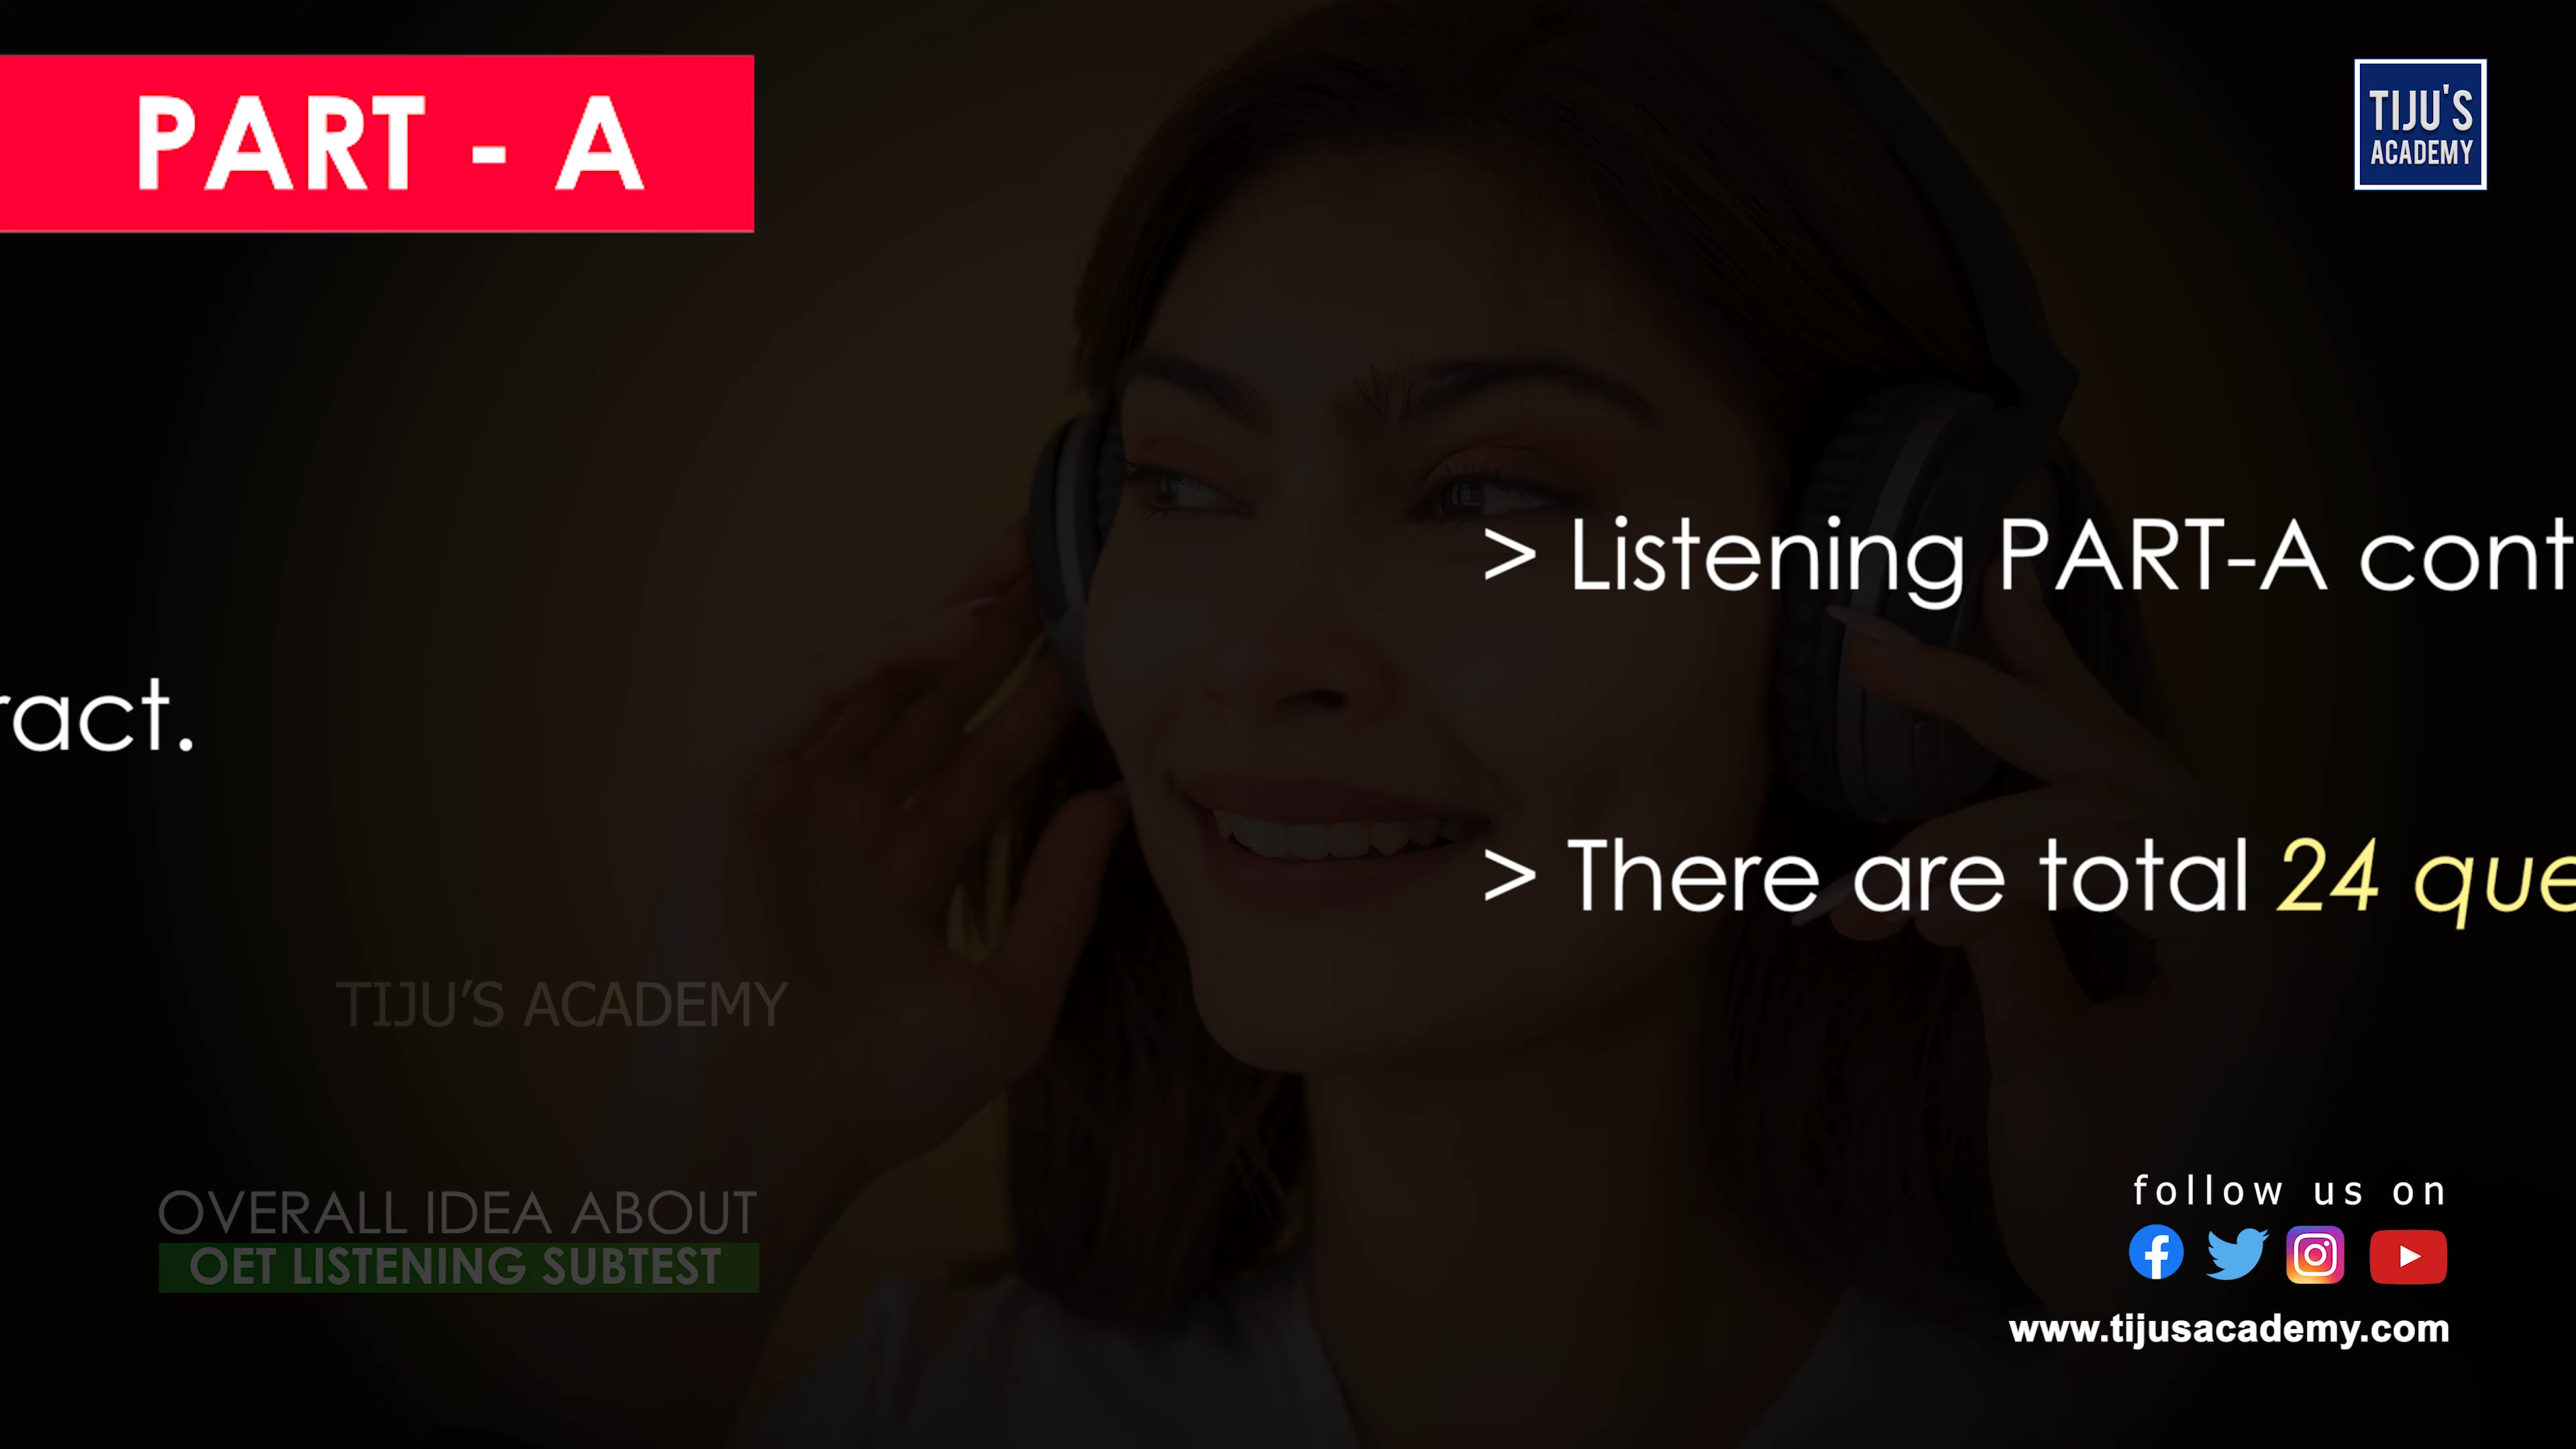 PART - A
TIJU'S
ACADEMY
> Listening PART-A cont
ract.
> There are total 24 que
TIJU'S ACADEMY
OVERALL IDEA ABOUT
OET LISTENING SUBTEST
follow us on
www.tijusacademy.com